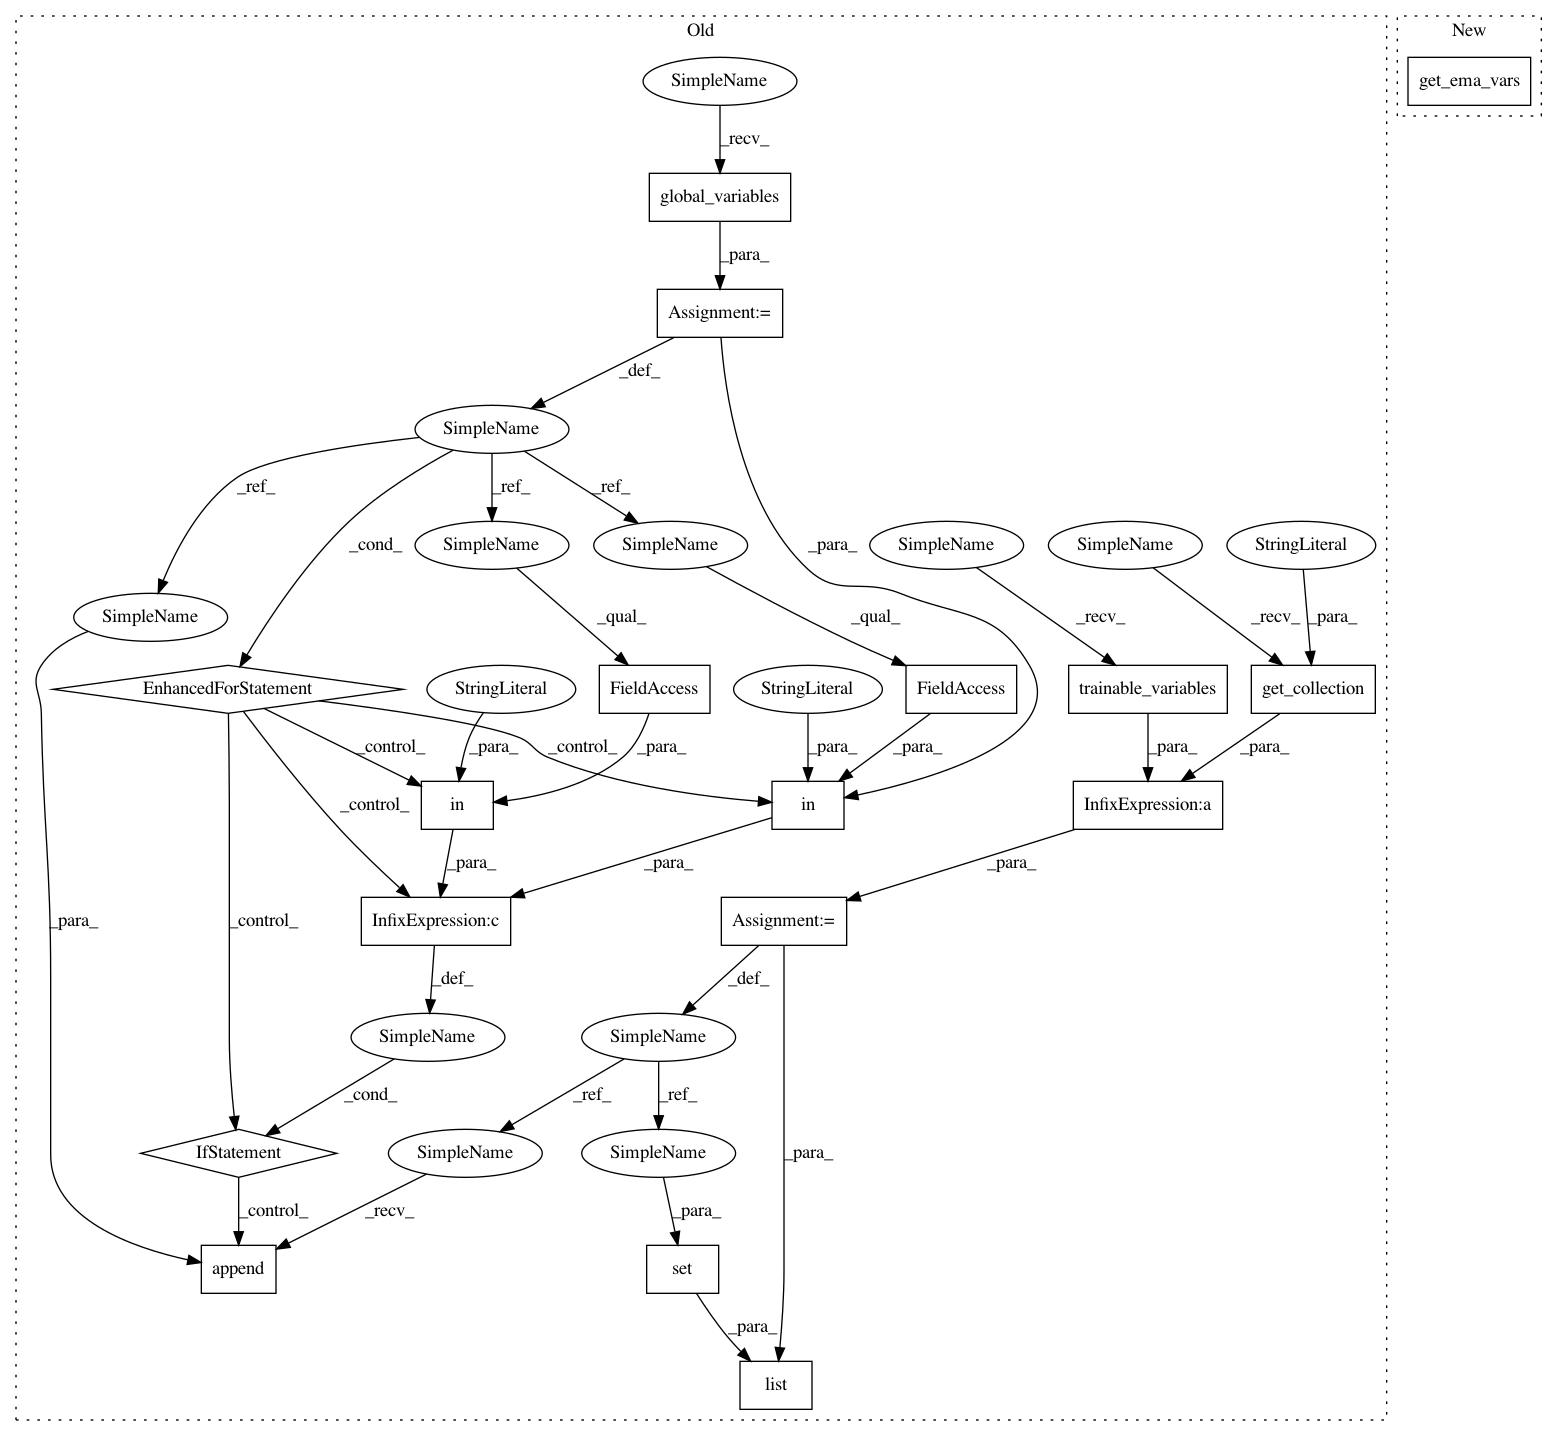 Old
New
SimpleName
get_ema_vars
_recv_
global_variables
_para_
Assignment:=
_def_
SimpleName
_ref_
_cond_
_ref_
_ref_
_para_
SimpleName
SimpleName
SimpleName
SimpleName
StringLiteral
SimpleName
_qual_
_qual_
_recv_
_recv_
_para_
EnhancedForStatement
StringLiteral
FieldAccess
StringLiteral
FieldAccess
trainable_variables
get_collection
_control_
_para_
_control_
_para_
_para_
_para_
_para_
_para_
_control_
in
in
InfixExpression:a
_para_
_para_
_para_
_para_
_control_
InfixExpression:c
Assignment:=
_def_
_def_
SimpleName
SimpleName
_cond_
_ref_
_ref_
IfStatement
SimpleName
SimpleName
_para_
_control_
_recv_
_para_
append
set
_para_
list